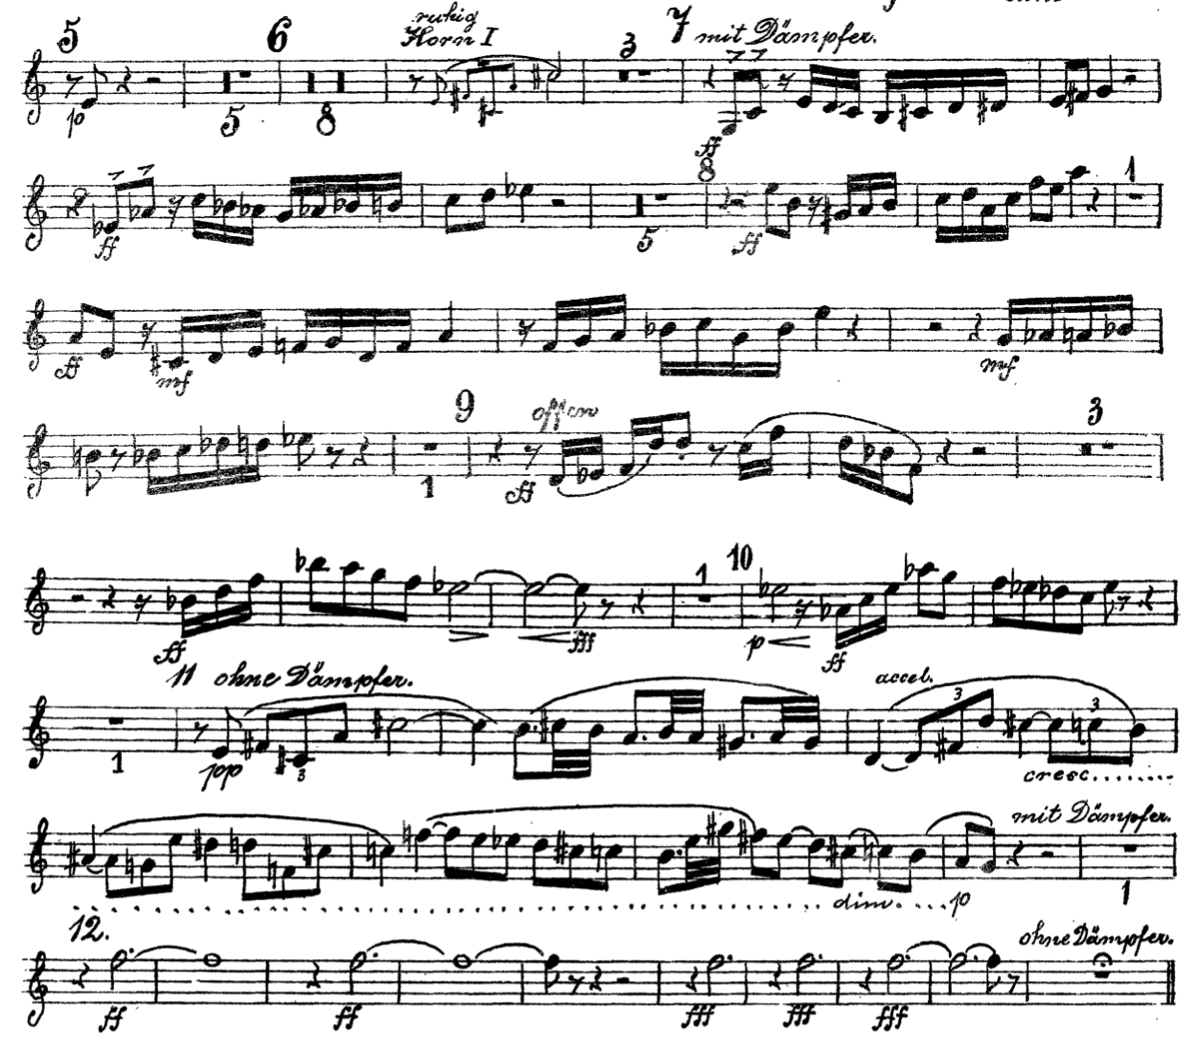 ruhig
5 6 Horn I 3 7 mit Dämpfer.
p 5 8 ff
8 1
ff 5 ff
ff mf mf
9 offen 3
1 ff
1 10
ff fff p ff
11 ohne Dämpfer. accel.
3 3
1 pp 3 cresc........
mit Dämpfer.
dim. ....p 1
12. ohne Dämpfer.
ff ff fff fff fff